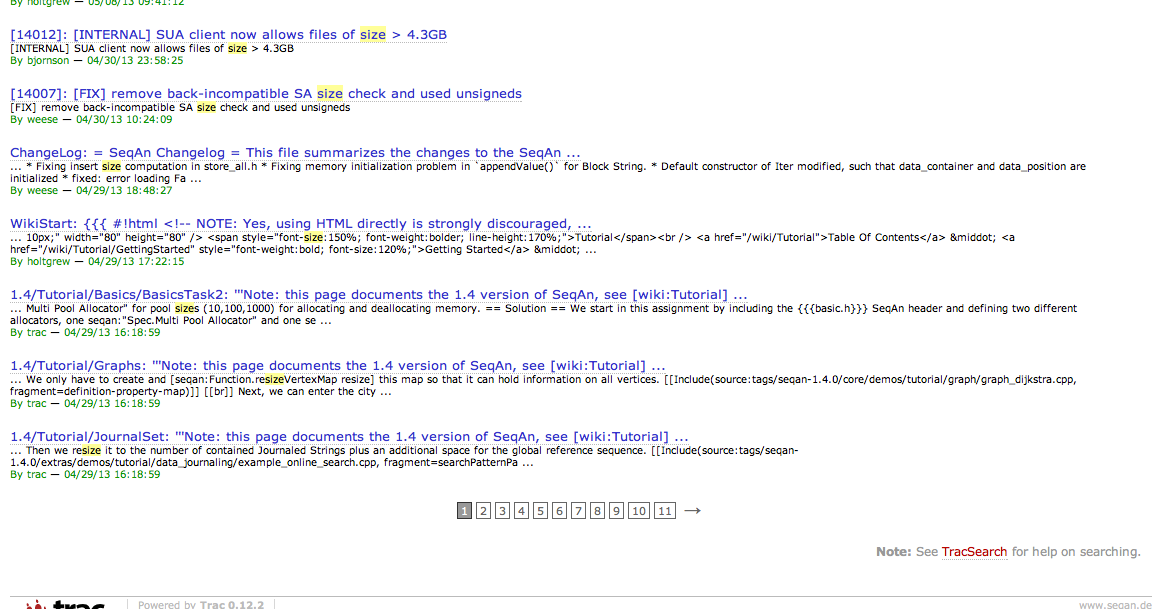 By holtgrew — 05/08/13 09:41:12
[14012]: [INTERNAL] SUA client now allows files of size > 4.3GB
[INTERNAL] SUA client now allows files of size > 4.3GB
By bjornson — 04/30/13 23:58:25
[14007]: [FIX] remove back-incompatible SA size check and used unsigneds
[FIX] remove back-incompatible SA size check and used unsigneds
By weese — 04/30/13 10:24:09
ChangeLog: = SeqAn Changelog = This file summarizes the changes to the SeqAn ...
... * Fixing insert size computation in store_all.h * Fixing memory initialization problem in `appendValue()` for Block String. * Default constructor of Iter modified, such that data_container and data_position are
initialized * fixed: error loading Fa ...
By weese — 04/29/13 18:48:27
WikiStart: {{{ #!html <!-- NOTE: Yes, using HTML directly is strongly discouraged, ...
... 10px;" width="80" height="80" /> <span style="font-size:150%; font-weight:bolder; line-height:170%;">Tutorial</span><br /> <a href="/wiki/Tutorial">Table Of Contents</a> &middot; <a
href="/wiki/Tutorial/GettingStarted" style="font-weight:bold; font-size:120%;">Getting Started</a> &middot; ...
By holtgrew — 04/29/13 17:22:15
1.4/Tutorial/Basics/BasicsTask2: '''Note: this page documents the 1.4 version of SeqAn, see [wiki:Tutorial] ...
... Multi Pool Allocator" for pool sizes (10,100,1000) for allocating and deallocating memory. == Solution == We start in this assignment by including the {{{basic.h}}} SeqAn header and defining two different
allocators, one seqan:"Spec.Multi Pool Allocator" and one se ...
By trac — 04/29/13 16:18:59
1.4/Tutorial/Graphs: '''Note: this page documents the 1.4 version of SeqAn, see [wiki:Tutorial] ...
... We only have to create and [seqan:Function.resizeVertexMap resize] this map so that it can hold information on all vertices. [[Include(source:tags/seqan-1.4.0/core/demos/tutorial/graph/graph_dijkstra.cpp,
fragment=definition-property-map)]] [[br]] Next, we can enter the city ...
By trac — 04/29/13 16:18:59
1.4/Tutorial/JournalSet: '''Note: this page documents the 1.4 version of SeqAn, see [wiki:Tutorial] ...
... Then we resize it to the number of contained Journaled Strings plus an additional space for the global reference sequence. [[Include(source:tags/seqan-
1.4.0/extras/demos/tutorial/data_journaling/example_online_search.cpp, fragment=searchPatternPa ...
By trac — 04/29/13 16:18:59
1 2 3 4 5 6 7 8 9 10 11 →
Note: See TracSearch for help on searching.
trac Powered by Trac 0.12.2 www.seqan.de